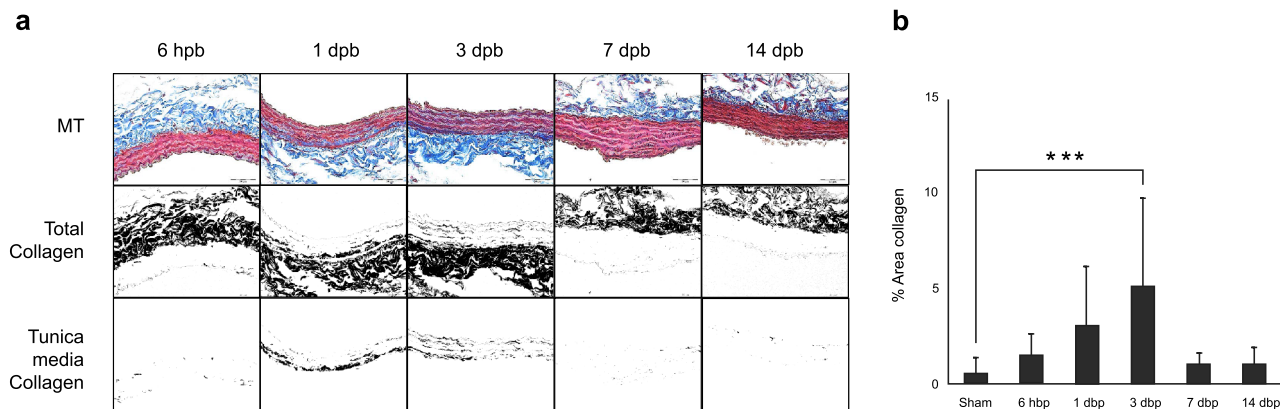 a
6 hpb 1 dpb 3 dpb 7 dpb 14 dpb
MT
Total
Collagen
Tunica
media
Collagen
b
% Area collagen
15
10
5
0
***
Sham 6 hbp 1 dbp 3 dbp 7 dbp 14 dbp